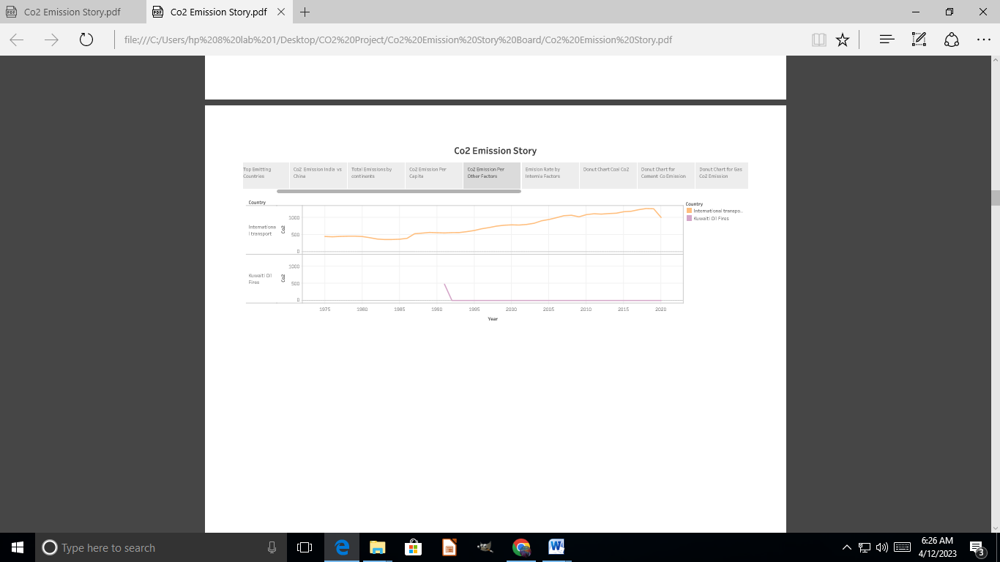 Co2 Emission Story.pdf
Co2 Emission Story.pdf
file:///C:/Users/hp%208%20lab%201/Desktop/CO2%20Project/Co2%20Emission%20Story%20Board/Co2%20Emission%20Story.pdf
Co2 Emission Story
Top Emitting
Countries
Co2 Emission India vs
China
Total Emissions by
continents
Co2 Emission Per
Capita
Co2 Emission Per
Other Factors
Emision Rate by
Internia Factors
Donut Chart Coal Co2
Donut Chart for
Cement Co Emission
Donut Chart for Gas
Co2 Emission
Country
Internationa
l transport
Co2
1000
500
0
Kuwaiti Oil
Fires
Co2
1000
500
0
1975 1980 1985 1990 1995 2000 2005 2010 2015 2020
Year
Country
International transpo..
Kuwaiti Oil Fires
Type here to search
6:26 AM
4/12/2023
3